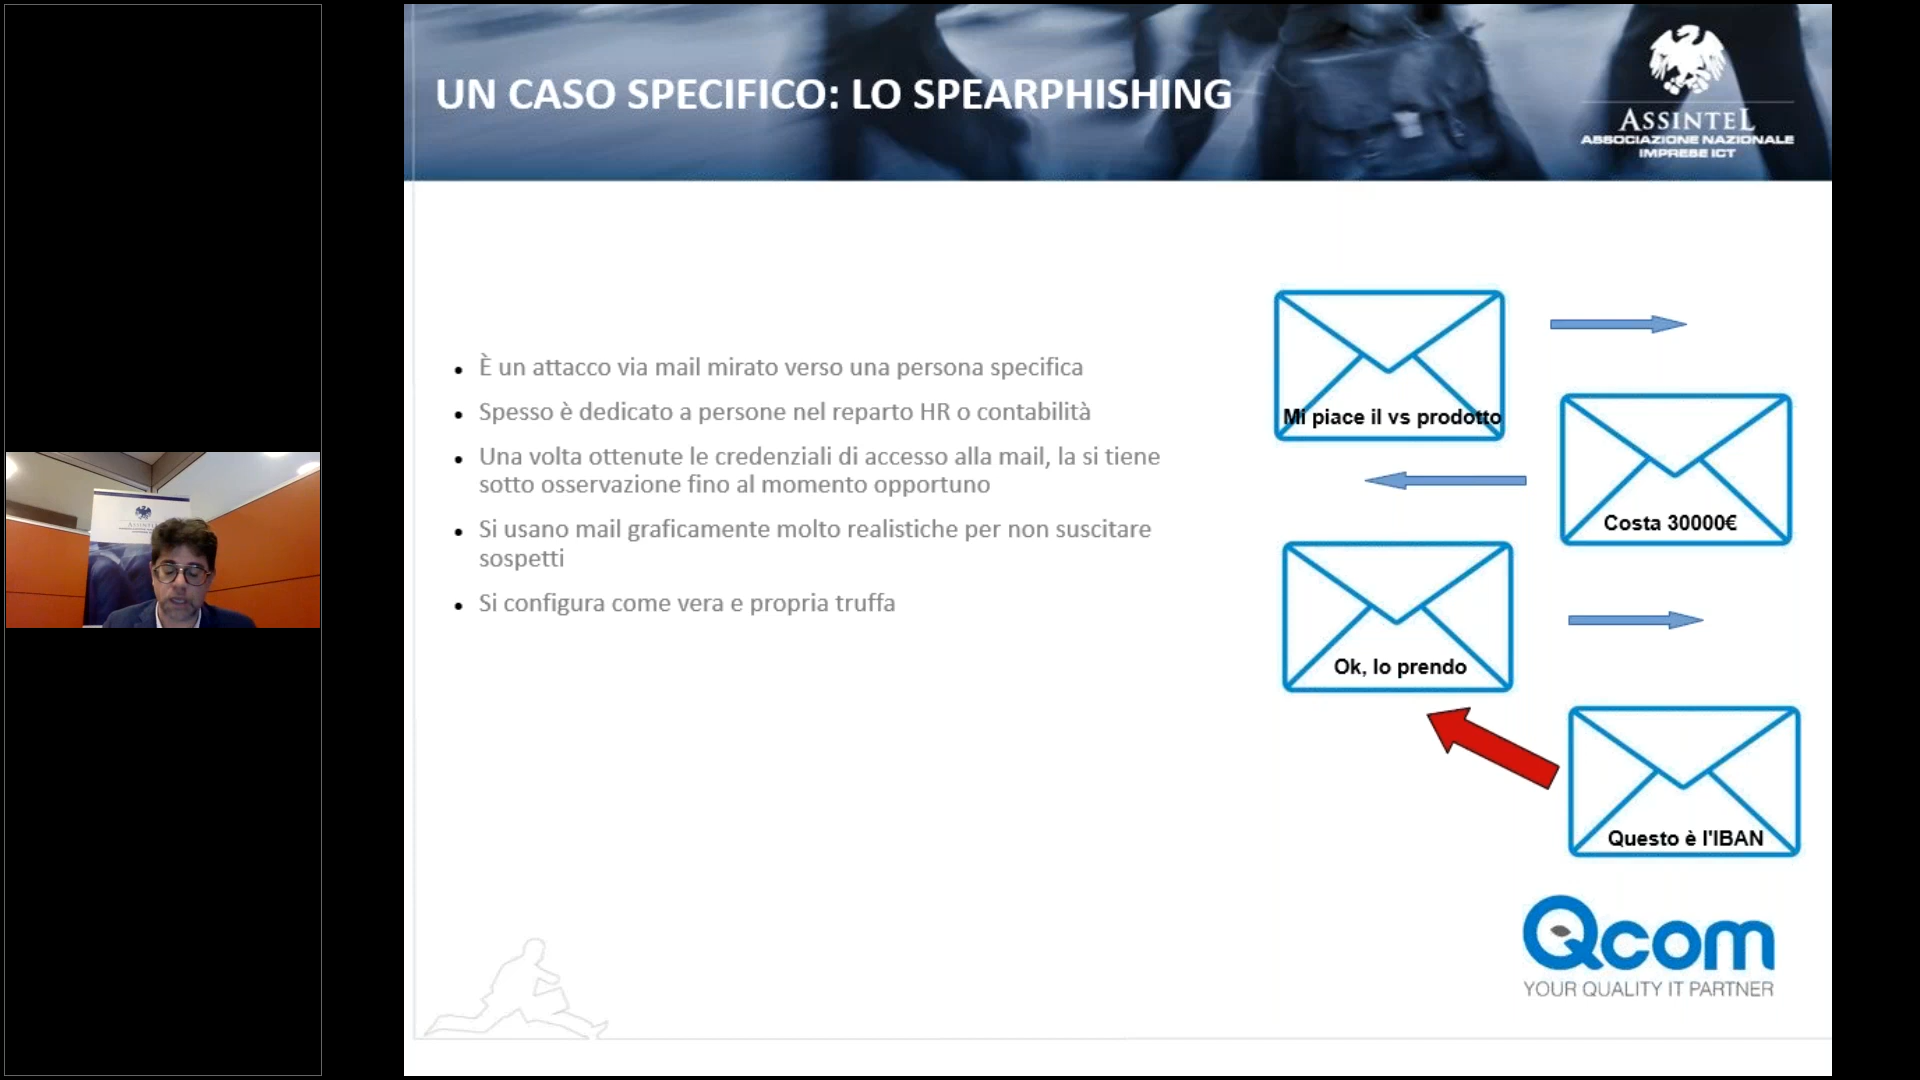 UN CASO SPECIFICO: LO SPEARPHISHING
ASSINTEL
ASSOCIAZIONE NAZIONALE
IMPRESE ICT
È un attacco via mail mirato verso una persona specifica
Spesso è dedicato a persone nel reparto HR o contabilità
Una volta ottenute le credenziali di accesso alla mail, la si tiene
sotto osservazione fino al momento opportuno
Si usano mail graficamente molto realistiche per non suscitare
sospetti
Si configura come vera e propria truffa
Mi piace il vs prodotto
Costa 30000€
Ok, lo prendo
Questo è l'IBAN
Qcom
YOUR QUALITY IT PARTNER